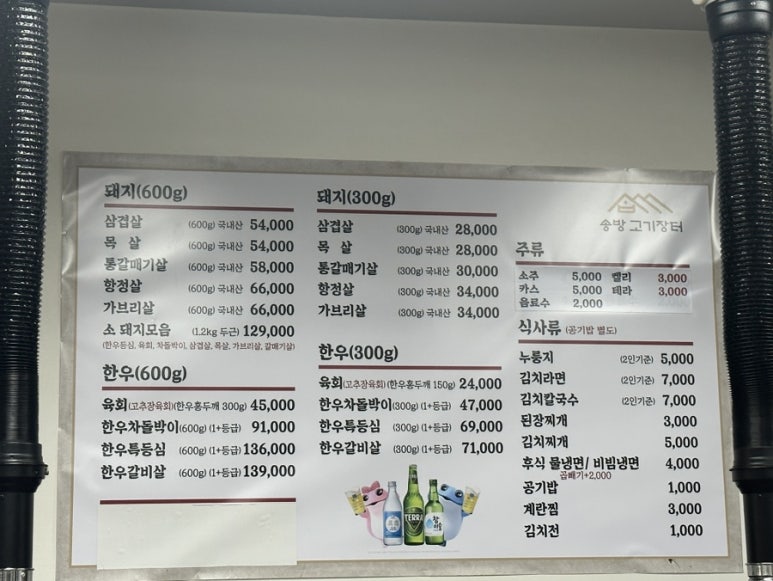 돼지(600g)
삼겹살 (600g) 국내산 54,000
목 살 (600g) 국내산 54,000
통갈매기살 (600g) 국내산 58,000
항정살 (600g) 국내산 66,000
가브리살 (600g) 국내산 66,000
소 돼지모음 (1.2kg 두근) 129,000
(한우등심, 육회, 차돌박이, 삼겹살, 목살, 가브리살, 갈매기살)
한우(600g)
육회(고추장육회)(한우홍두깨 300g) 45,000
한우차돌박이(600g) (1+등급) 91,000
한우특등심 (600g) (1+등급) 136,000
한우갈비살 (600g) (1+등급) 139,000
돼지(300g)
삼겹살 (300g) 국내산 28,000
목 살 (300g) 국내산 28,000
통갈매기살 (300g) 국내산 30,000
항정살 (300g) 국내산 34,000
가브리살 (300g) 국내산 34,000
한우(300g)
육회(고추장육회)(한우홍두깨 150g) 24,000
한우차돌박이(300g) (1+등급) 47,000
한우특등심 (300g) (1+등급) 69,000
한우갈비살 (300g) (1+등급) 71,000
TERRA
송방 고기장터
주류
소주 5,000 켈리 3,000
카스 5,000 테라 3,000
음료수 2,000
식사류 (공기밥 별도)
누룽지 (2인기준) 5,000
김치라면 (2인기준) 7,000
김치칼국수 (2인기준) 7,000
된장찌개 3,000
김치찌개 5,000
후식 물냉면/ 비빔냉면 4,000
곱빼기+2,000
공기밥 1,000
계란찜 3,000
김치전 1,000